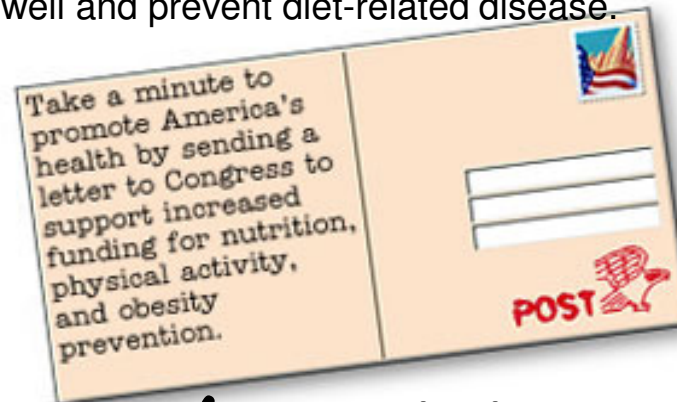 well and prevent diet-related disease.
Take a minute to
promote America's
health by sending a
letter to Congress to
support increased
funding for nutrition,
physical activity,
and obesity
prevention.
POST